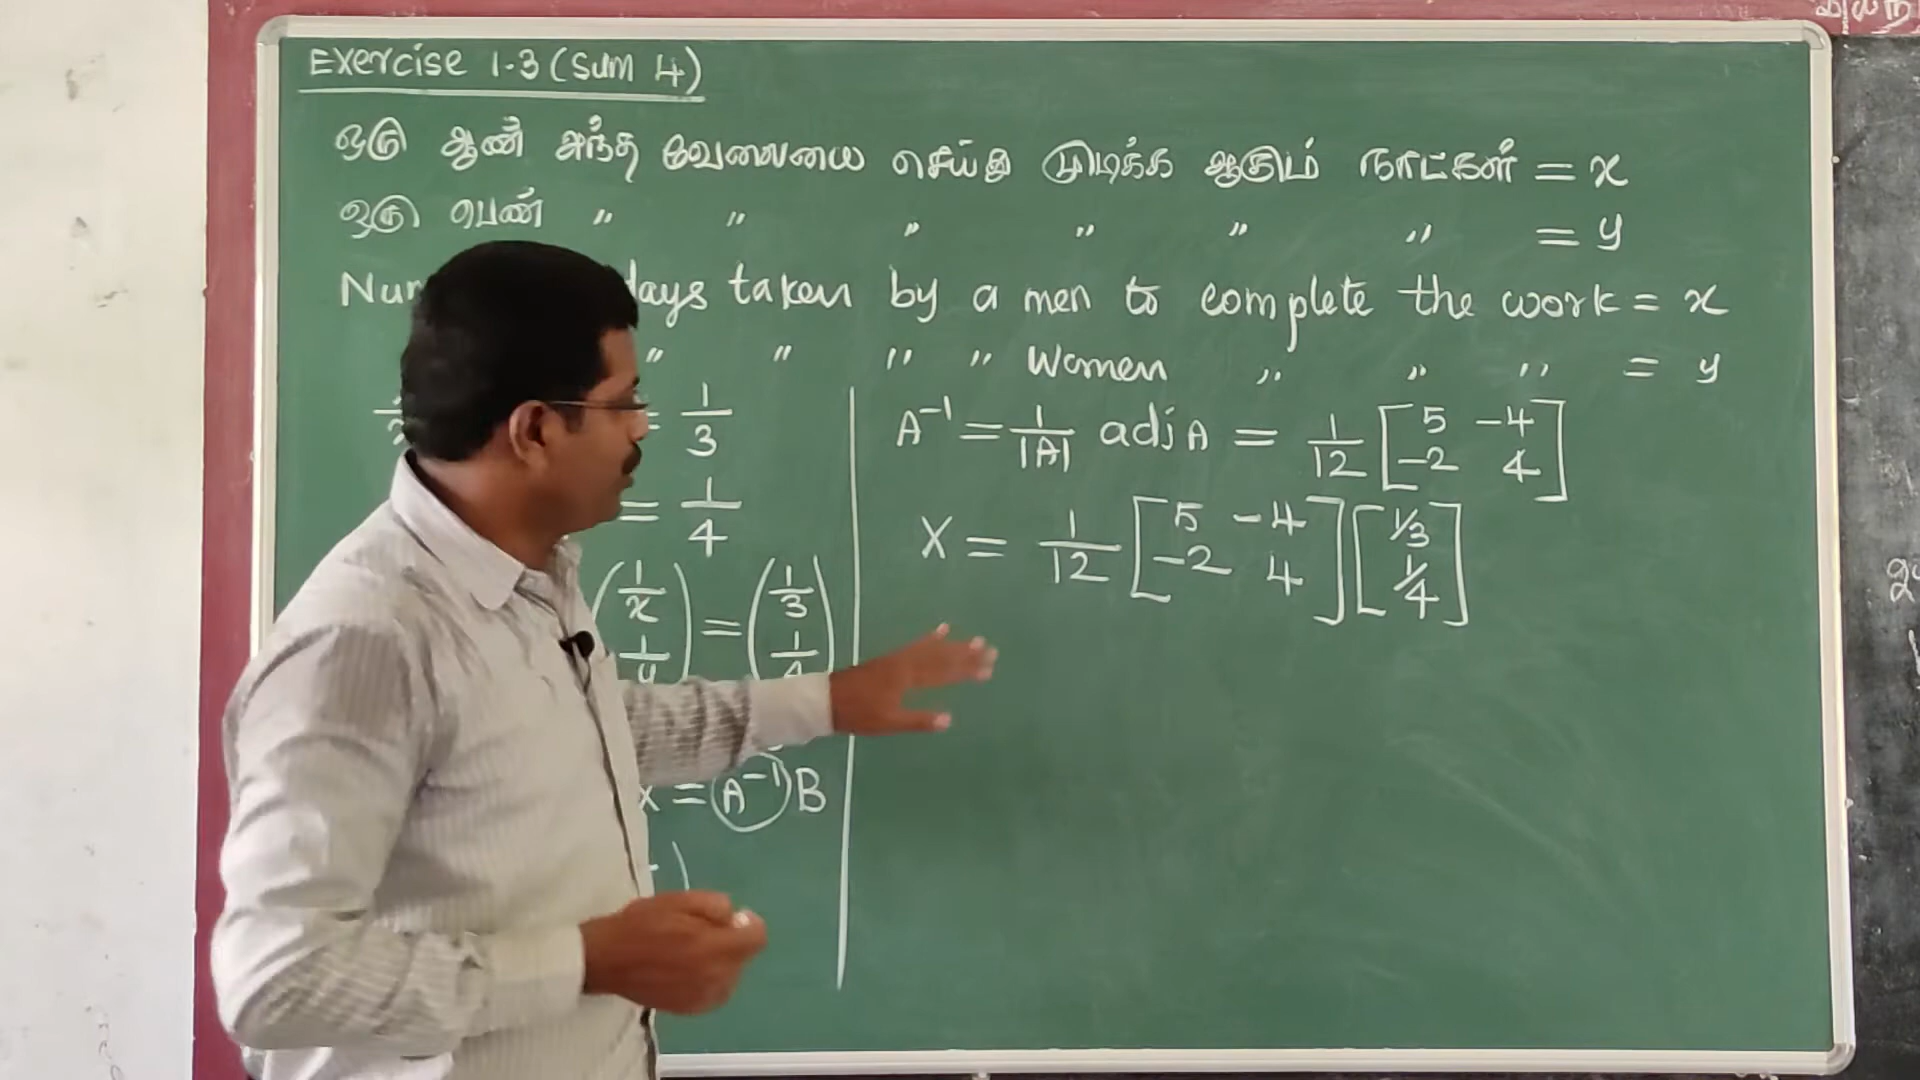 Exercise 1.3 (Sum 4)
ஒரு ஆண் அந்த வேலையை செய்து முடிக்க ஆகும் நாட்கள் = x
ஒரு பெண் " " " " " " = y
days taken by a men to complete the work = x
" " " " Women " " " = y
= 1/3
= 1/4
(1/x 1/y) = (1/3 1/4)
x = A⁻¹ B
A⁻¹ = 1/|A| adj A = 1/12 [5 -4 -2 4]
X = 1/12 [5 -4 -2 4] [1/3 1/4]